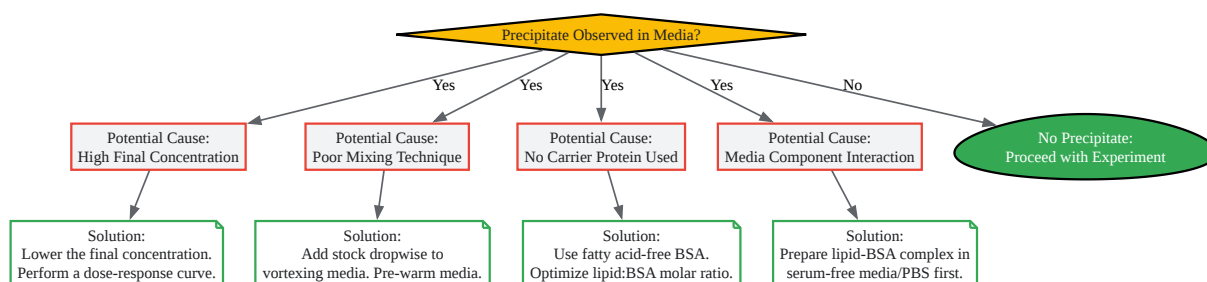 Precipitate Observed in Media?
Yes
Yes
Yes
Yes
No
Potential Cause:
High Final Concentration
Potential Cause:
Poor Mixing Technique
Potential Cause:
No Carrier Protein Used
Potential Cause:
Media Component Interaction
No Precipitate:
Proceed with Experiment
Solution:
Lower the final concentration.
Perform a dose-response curve.
Solution:
Add stock dropwise to
vortexing media. Pre-warm media.
Solution:
Use fatty acid-free BSA.
Optimize lipid:BSA molar ratio.
Solution:
Prepare lipid-BSA complex in
serum-free media/PBS first.